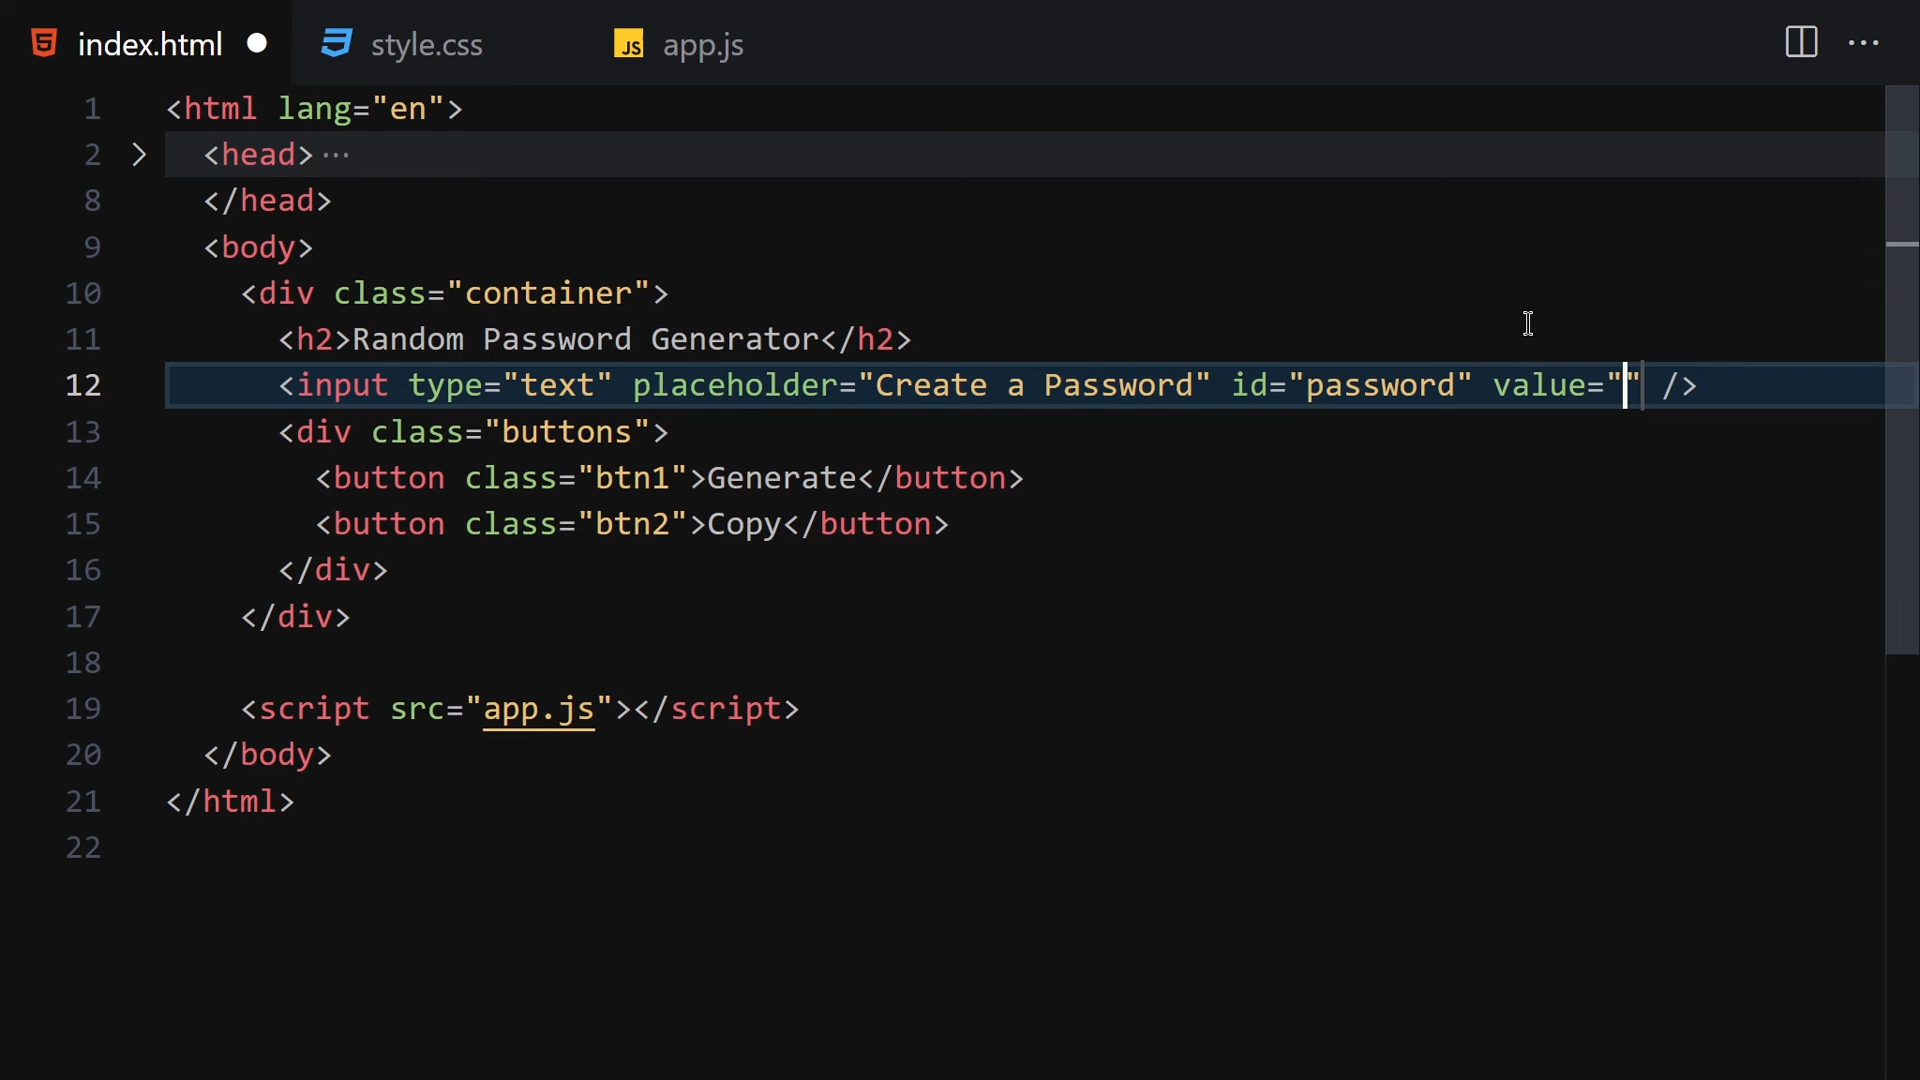 index.html style.css JS app.js
1 <html lang="en">
2 <head>⋯
8 </head>
9 <body>
10 <div class="container">
11 <h2>Random Password Generator</h2>
12 <input type="text" placeholder="Create a Password" id="password" value="" />
13 <div class="buttons">
14 <button class="btn1">Generate</button>
15 <button class="btn2">Copy</button>
16 </div>
17 </div>
18
19 <script src="app.js"></script>
20 </body>
21 </html>
22